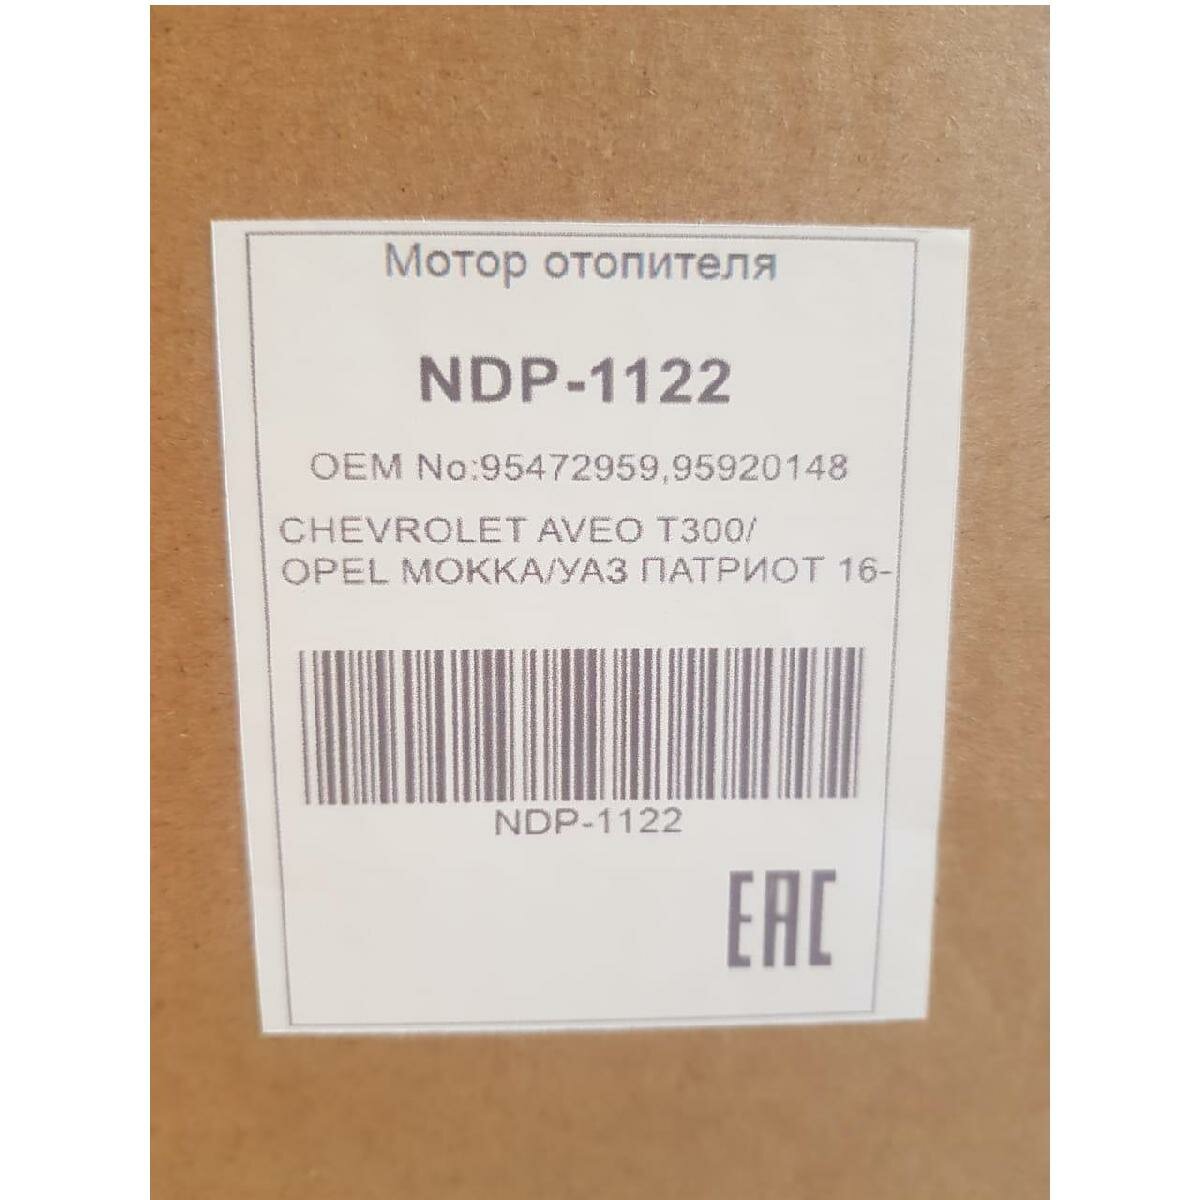 Мотор отопителя
NDP-1122
OEM No:95472959,95920148
CHEVROLET AVEO T300/
OPEL MOKKA/УАЗ ПАТРИОТ 16-
NDP-1122
EAC